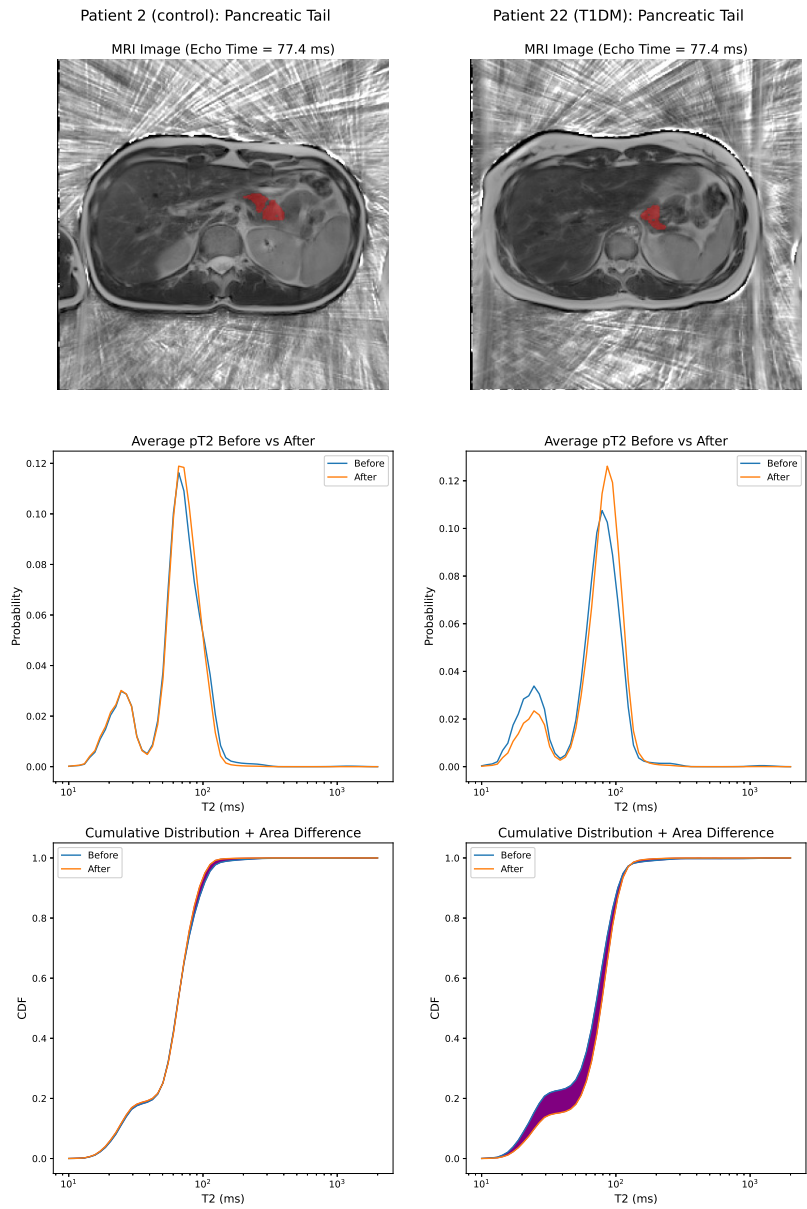 Patient 2 (control): Pancreatic Tail
Patient 22 (T1DM): Pancreatic Tail
MRI Image (Echo Time = 77.4 ms)
MRI Image (Echo Time = 77.4 ms)
Average pT2 Before vs After
Before
After
0.12
0.10
0.08
0.06
0.04
0.02
0.00
Probability
10¹
10²
10³
T2 (ms)
Average pT2 Before vs After
Before
After
0.12
0.10
0.08
0.06
0.04
0.02
0.00
Probability
10¹
10²
10³
T2 (ms)
Cumulative Distribution + Area Difference
Before
After
1.0
0.8
0.6
0.4
0.2
0.0
CDF
10¹
10²
10³
T2 (ms)
Cumulative Distribution + Area Difference
Before
After
1.0
0.8
0.6
0.4
0.2
0.0
CDF
10¹
10²
10³
T2 (ms)